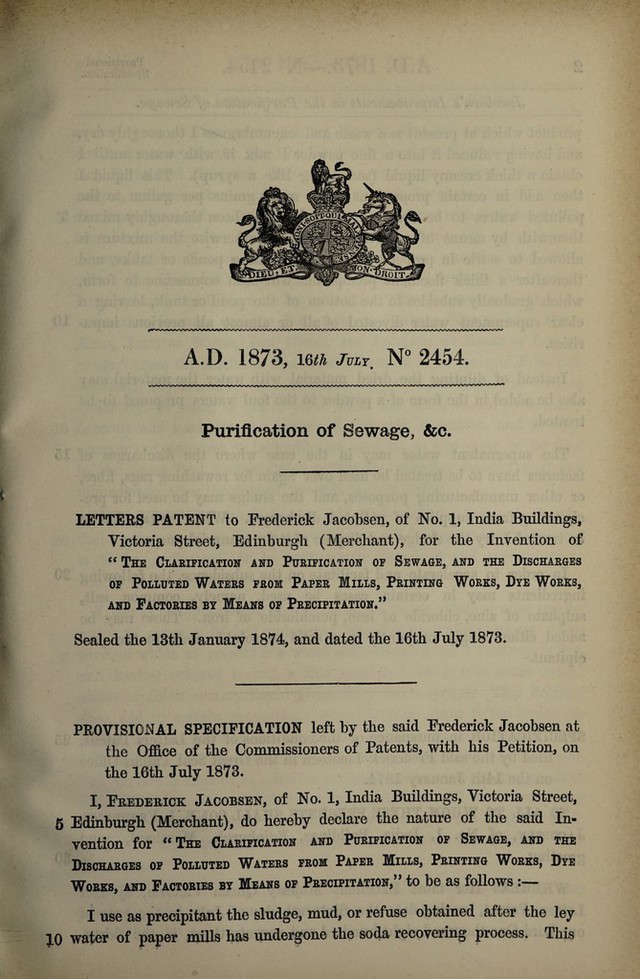 HONI SOIT QUI MAL Y PENSE
DIEU ET MON DROIT
A.D. 1873, 16th July. No 2454.
Purification of Sewage, &c.
LETTERS PATENT to Frederick Jacobsen, of No. 1, India Buildings,
Victoria Street, Edinburgh (Merchant), for the Invention of
“The Clarification and Purification of Sewage, and the Discharges
of Polluted Waters from Paper Mills, Printing Works, Dye Works,
and Factories by Means of Precipitation.”
Sealed the 13th January 1874, and dated the 16th July 1873.
PROVISIONAL SPECIFICATION left by the said Frederick Jacobsen at
the Office of the Commissioners of Patents, with his Petition, on
the 16th July 1873.
I, Frederick Jacobsen, of No. 1, India Buildings, Victoria Street,
5 Edinburgh (Merchant), do hereby declare the nature of the said In-
vention for “The Clarification and Purification of Sewage, and the
Discharges of Polluted Waters from Paper Mills, Printing Works, Dye
Works, and Factories by Means of Precipitation,” to be as follows :—
I use as precipitant the sludge, mud, or refuse obtained after the ley
10 water of paper mills has undergone the soda recovering process. This